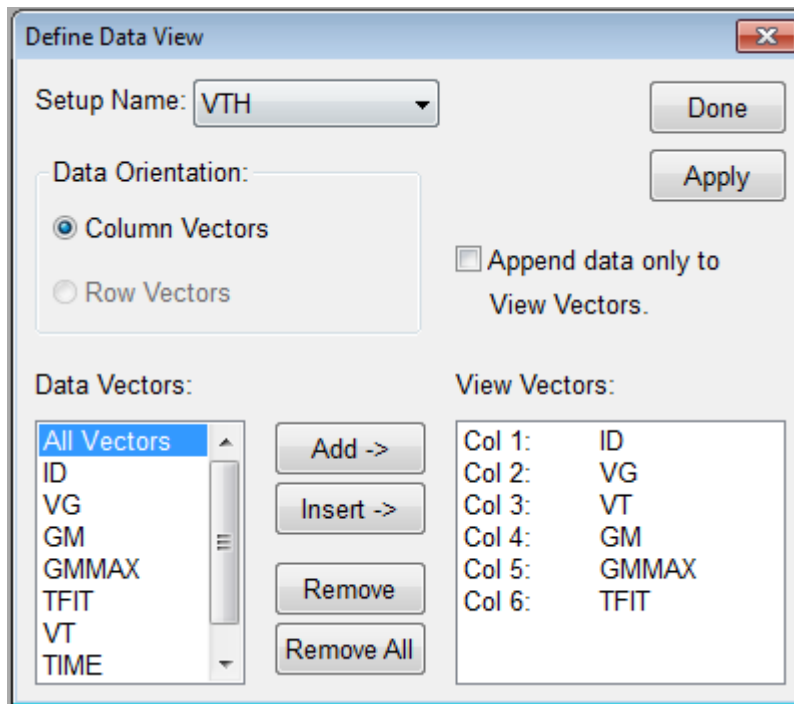 Define Data View
Setup Name: VTH
Done
Data Orientation:
Apply
Column Vectors
Append data only to
View Vectors.
Row Vectors
Data Vectors:
All Vectors
ID
VG
GM
GMMAX
TFIT
VT
TIME
Add ->
Insert ->
Remove
Remove All
View Vectors:
Col 1: ID
Col 2: VG
Col 3: VT
Col 4: GM
Col 5: GMMAX
Col 6: TFIT